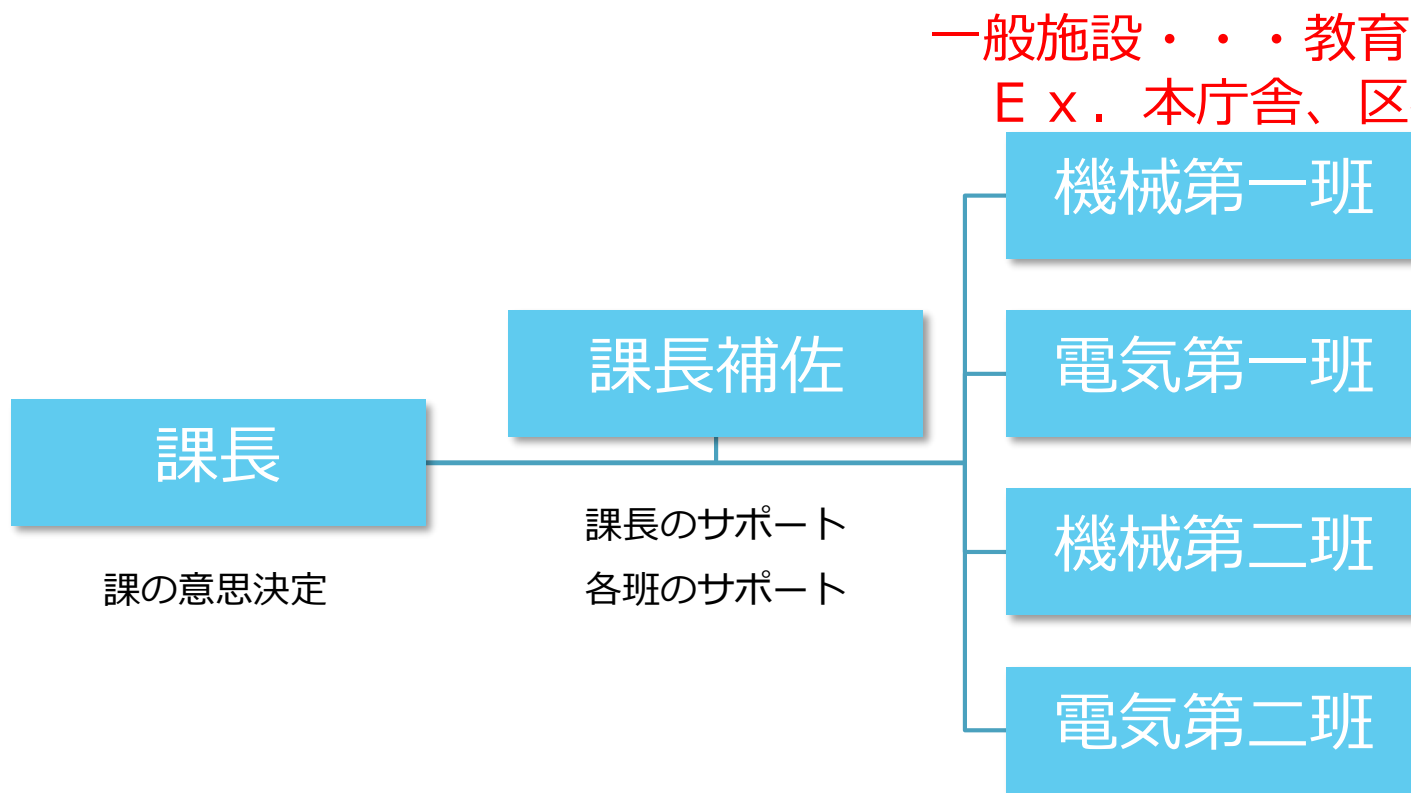 一般施設・・・教育
Ｅｘ．本庁舎、区
機械第一班
課長補佐
電気第一班
課長
課長のサポート
機械第二班
課の意思決定
各班のサポート
電気第二班